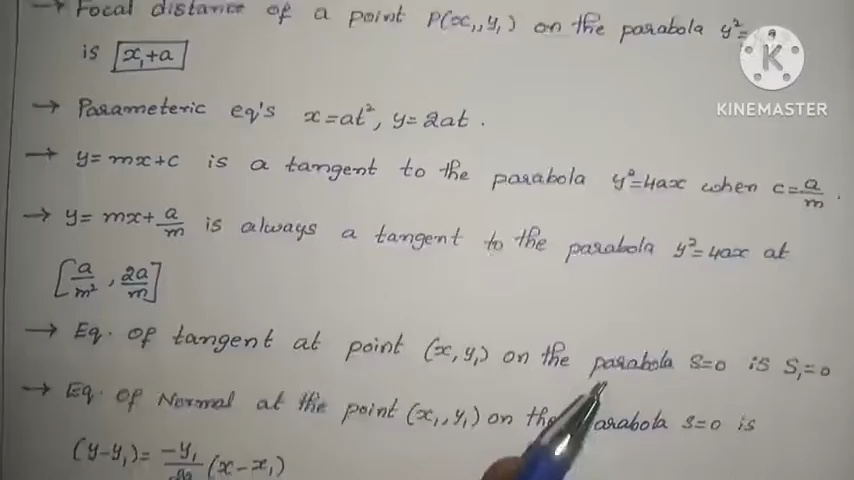 → Focal distance of a point P(x₁,y₁) on the parabola y²=
is x₁+a
KINEMASTER
→ Parameteric eq's x=at², y=2at.
→ y=mx+c is a tangent to the parabola y²=4ax when c=a/m.
→ y=mx+a/m is always a tangent to the parabola y²=4ax at
[a/m², 2a/m]
→ Eq. of tangent at point (x,y₁) on the parabola S=0 is S₁=0
→ Eq. of Normal at the point (x₁,y₁) on the parabola S=0 is
(y-y₁)=-y₁/2a(x-x₁)